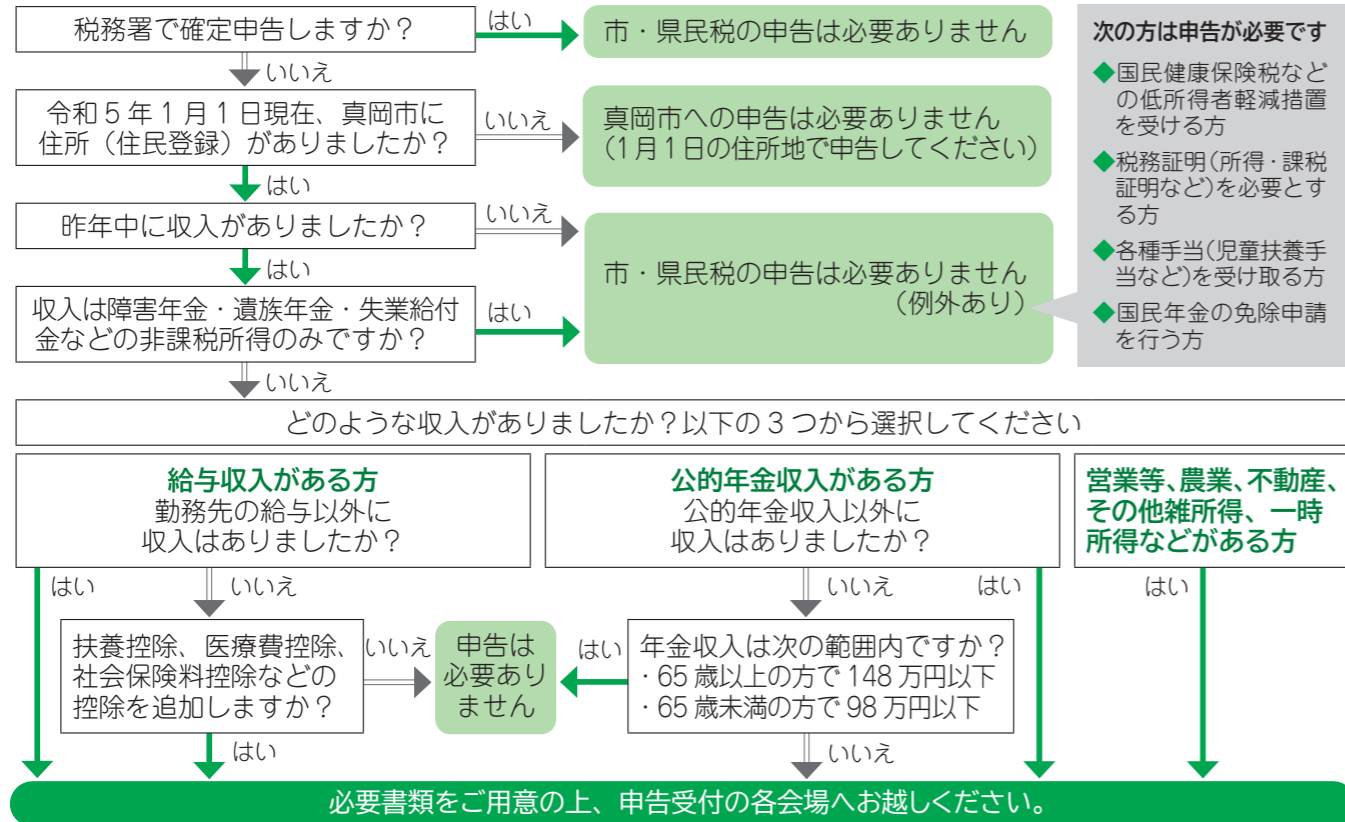 税務署で確定申告しますか？
はい
市・県民税の申告は必要ありません
いいえ
令和５年１月１日現在、真岡市に
住所（住民登録）がありましたか？
いいえ
真岡市への申告は必要ありません
（1月1日の住所地で申告してください）
はい
昨年中に収入がありましたか？
いいえ
市・県民税の申告は必要ありません
（例外あり）
はい
収入は障害年金・遺族年金・失業給付
金などの非課税所得のみですか？
はい
いいえ
次の方は申告が必要です
◆国民健康保険税など
の低所得者軽減措置
を受ける方
◆税務証明（所得・課税
証明など）を必要とす
る方
◆各種手当（児童扶養手
当など）を受け取る方
◆国民年金の免除申請
を行う方
どのような収入がありましたか？以下の３つから選択してください
給与収入がある方
勤務先の給与以外に
収入はありましたか？
はい
いいえ
扶養控除、医療費控除、
社会保険料控除などの
控除を追加しますか？
いいえ
はい
申告は
必要あり
ません
公的年金収入がある方
公的年金収入以外に
収入はありましたか？
いいえ
はい
年金収入は次の範囲内ですか？
・65歳以上の方で148万円以下
・65歳未満の方で98万円以下
はい
いいえ
営業等、農業、不動産、
その他雑所得、一時
所得などがある方
はい
必要書類をご用意の上、申告受付の各会場へお越しください。